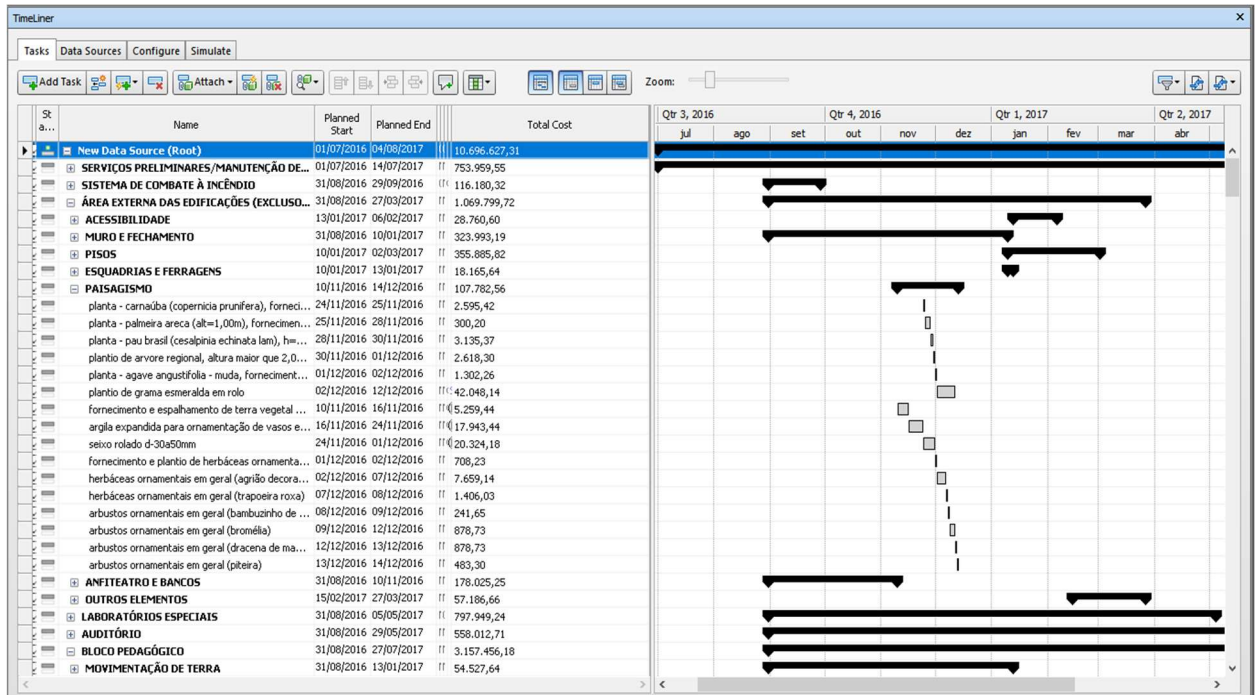 TimeLiner
Tasks Data Sources Configure Simulate
Add Task Attach Zoom:
St a... Name Planned Start Planned End Total Cost Qtr 3, 2016 Qtr 4, 2016 Qtr 1, 2017 Qtr 2, 2017
jul ago set out nov dez jan fev mar abr
New Data Source (Root) 01/07/2016 04/08/2017 10.696.627,31
SERVIÇOS PRELIMINARES/MANUTENÇÃO DE... 01/07/2016 14/07/2017 753.959,55
SISTEMA DE COMBATE À INCÊNDIO 31/08/2016 29/09/2016 116.180,32
ÁREA EXTERNA DAS EDIFICAÇÕES (EXCLUSO... 31/08/2016 27/03/2017 1.069.799,72
ACESSIBILIDADE 13/01/2017 06/02/2017 28.760,60
MURO E FECHAMENTO 31/08/2016 10/01/2017 323.993,19
PISOS 10/01/2017 02/03/2017 355.885,82
ESQUADRIAS E FERRAGENS 10/01/2017 13/01/2017 18.165,64
PAISAGISMO 10/11/2016 14/12/2016 107.782,56
planta - carnaúba (copernicia prunifera), forneci... 24/11/2016 25/11/2016 2.595,42
planta - palmeira areca (alt=1,00m), fornecimen... 25/11/2016 28/11/2016 300,20
planta - pau brasil (cesalpinia echinata lam), h=... 28/11/2016 30/11/2016 3.135,37
plantio de arvore regional, altura maior que 2,0... 30/11/2016 01/12/2016 2.618,30
planta - agave angustifolia - muda, forneciment... 01/12/2016 02/12/2016 1.302,26
plantio de grama esmeralda em rolo 02/12/2016 12/12/2016 42.048,14
fornecimento e espalhamento de terra vegetal ... 10/11/2016 16/11/2016 5.259,44
argila expandida para ornamentação de vasos e... 16/11/2016 24/11/2016 17.943,44
seixo rolado d-30a50mm 24/11/2016 01/12/2016 20.324,18
fornecimento e plantio de herbáceas ornamenta... 01/12/2016 02/12/2016 708,23
herbáceas ornamentais em geral (agrião decora... 02/12/2016 07/12/2016 7.659,14
herbáceas ornamentais em geral (trapoeira roxa) 07/12/2016 08/12/2016 1.406,03
arbustos ornamentais em geral (bambuzinho de ... 08/12/2016 09/12/2016 241,65
arbustos ornamentais em geral (bromélia) 09/12/2016 12/12/2016 878,73
arbustos ornamentais em geral (dracena de ma... 12/12/2016 13/12/2016 878,73
arbustos ornamentais em geral (piteira) 13/12/2016 14/12/2016 483,30
ANFITEATRO E BANCOS 31/08/2016 10/11/2016 178.025,25
OUTROS ELEMENTOS 15/02/2017 27/03/2017 57.186,66
LABORATÓRIOS ESPECIAIS 31/08/2016 05/05/2017 797.949,24
AUDITÓRIO 31/08/2016 29/05/2017 558.012,71
BLOCO PEDAGÓGICO 31/08/2016 27/07/2017 3.157.456,18
MOVIMENTAÇÃO DE TERRA 31/08/2016 13/01/2017 54.527,64